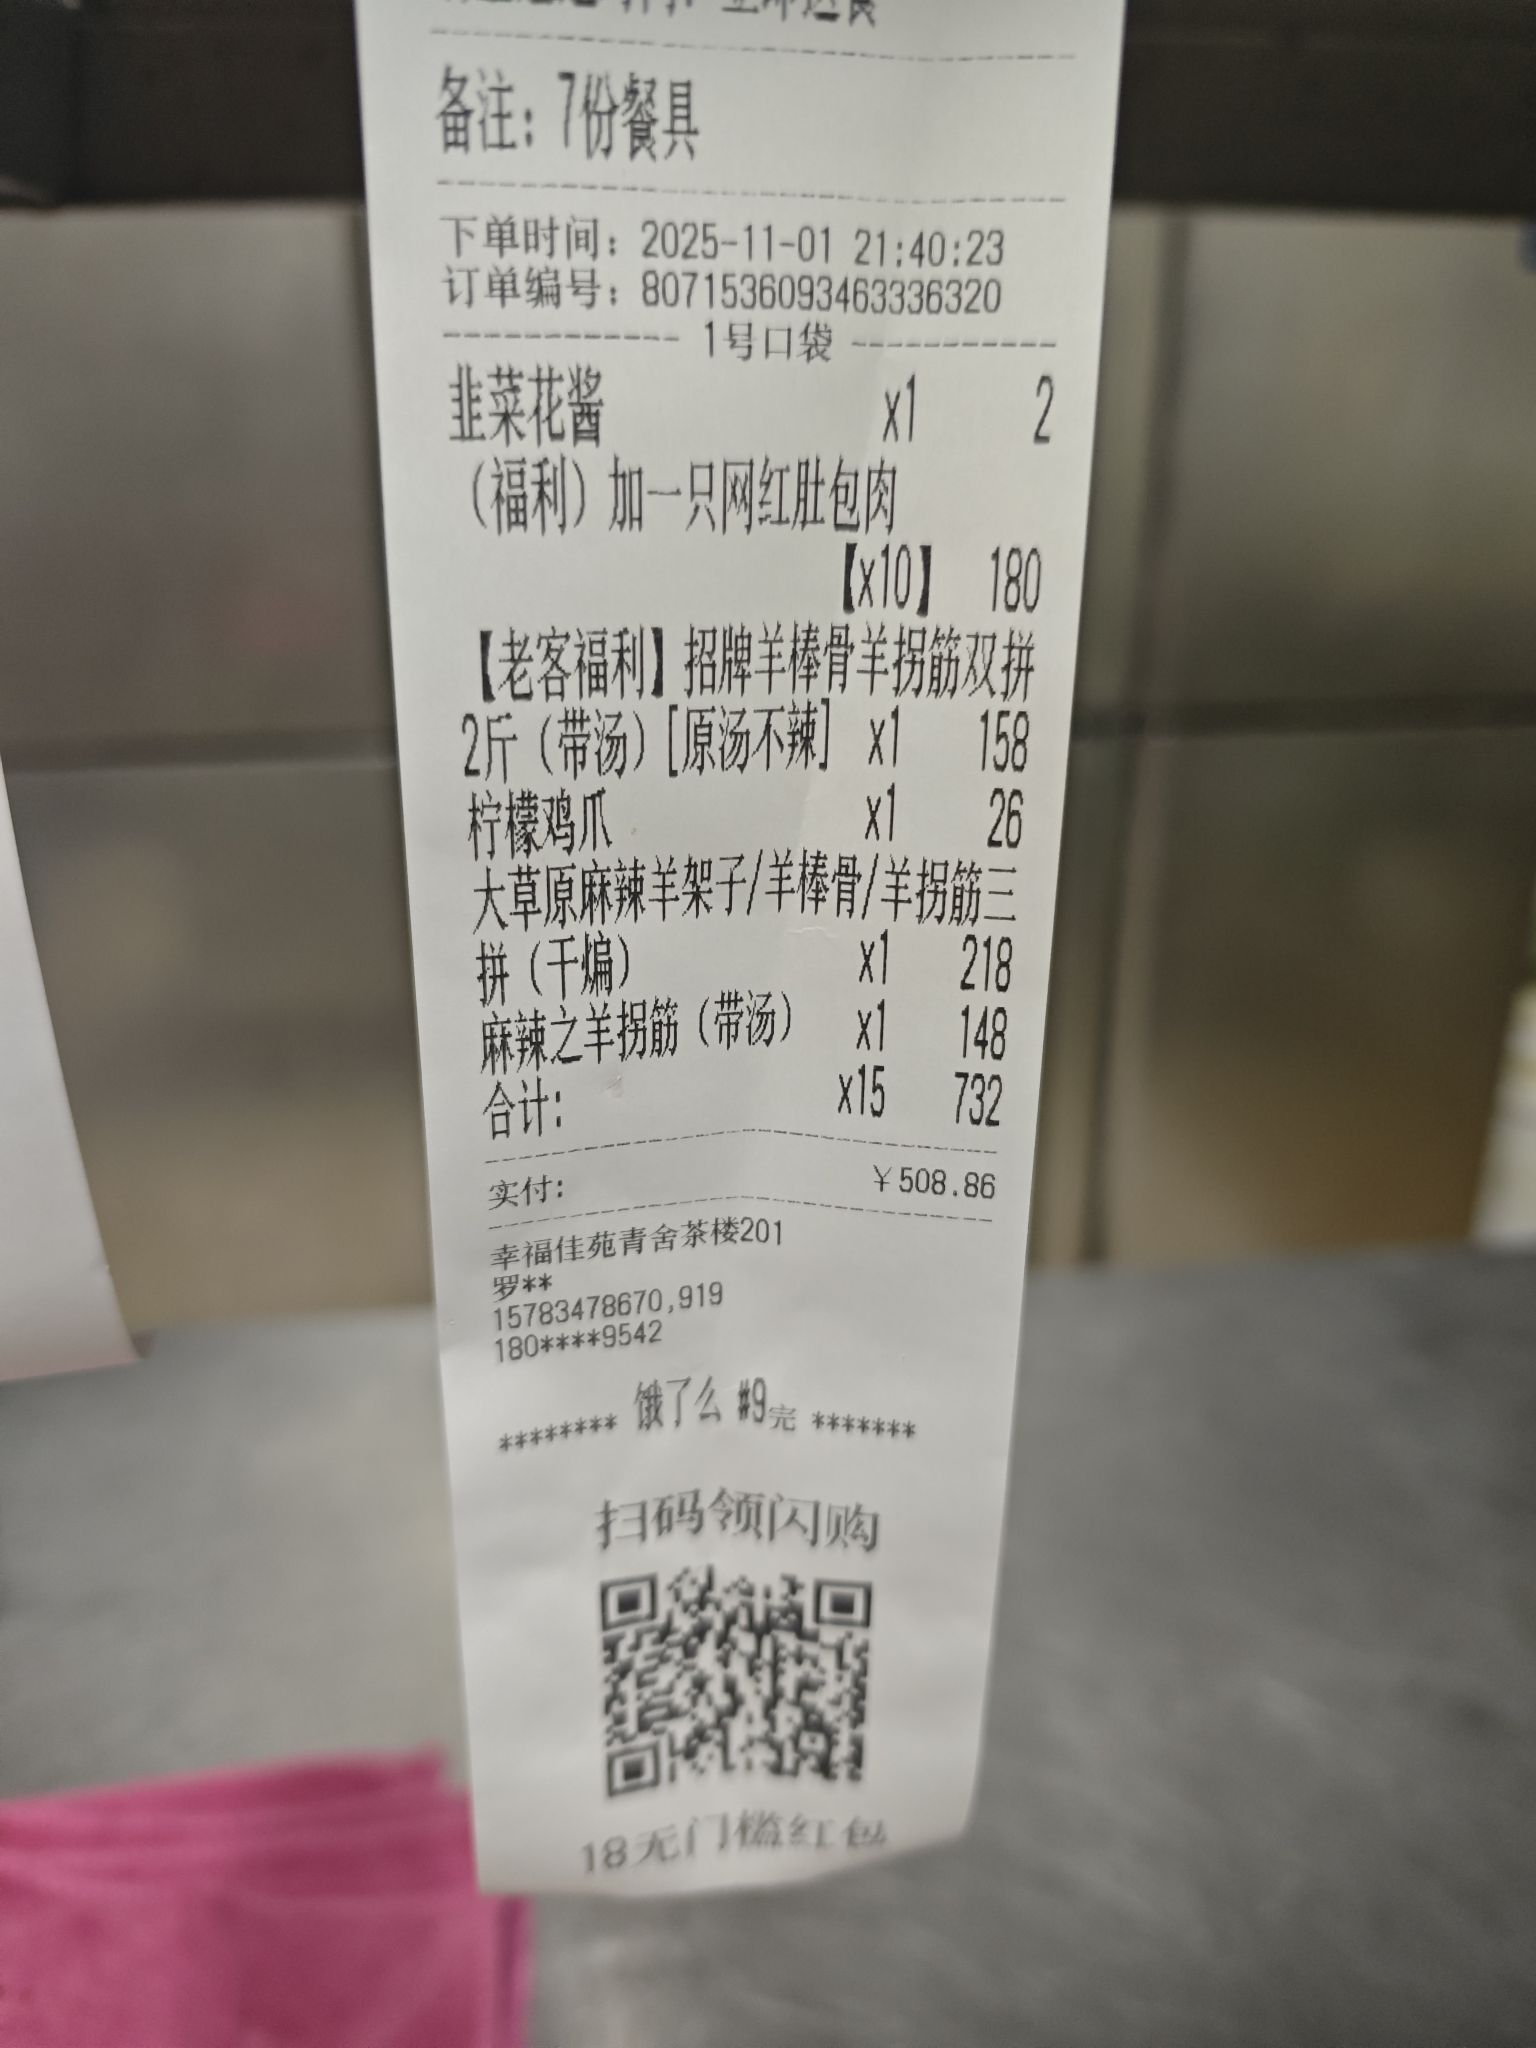 立即送餐
备注：7份餐具
下单时间：2025-11-01 21:40:23
订单编号：8071536093463336320
------------ 1号口袋 ------------
韭菜花酱 x1 2
（福利）加一只网红肚包肉
【x10】 180
【老客福利】招牌羊棒骨羊拐筋双拼
2斤（带汤）[原汤不辣] x1 158
柠檬鸡爪 x1 26
大草原麻辣羊架子/羊棒骨/羊拐筋三
拼（干煸） x1 218
麻辣之羊拐筋（带汤） x1 148
合计: x15 732
实付: ￥508.86
幸福佳苑青舍茶楼201
罗**
15783478670,919
180****9542
******** 饿了么 #9完 *******
扫码领闪购
18无门槛红包